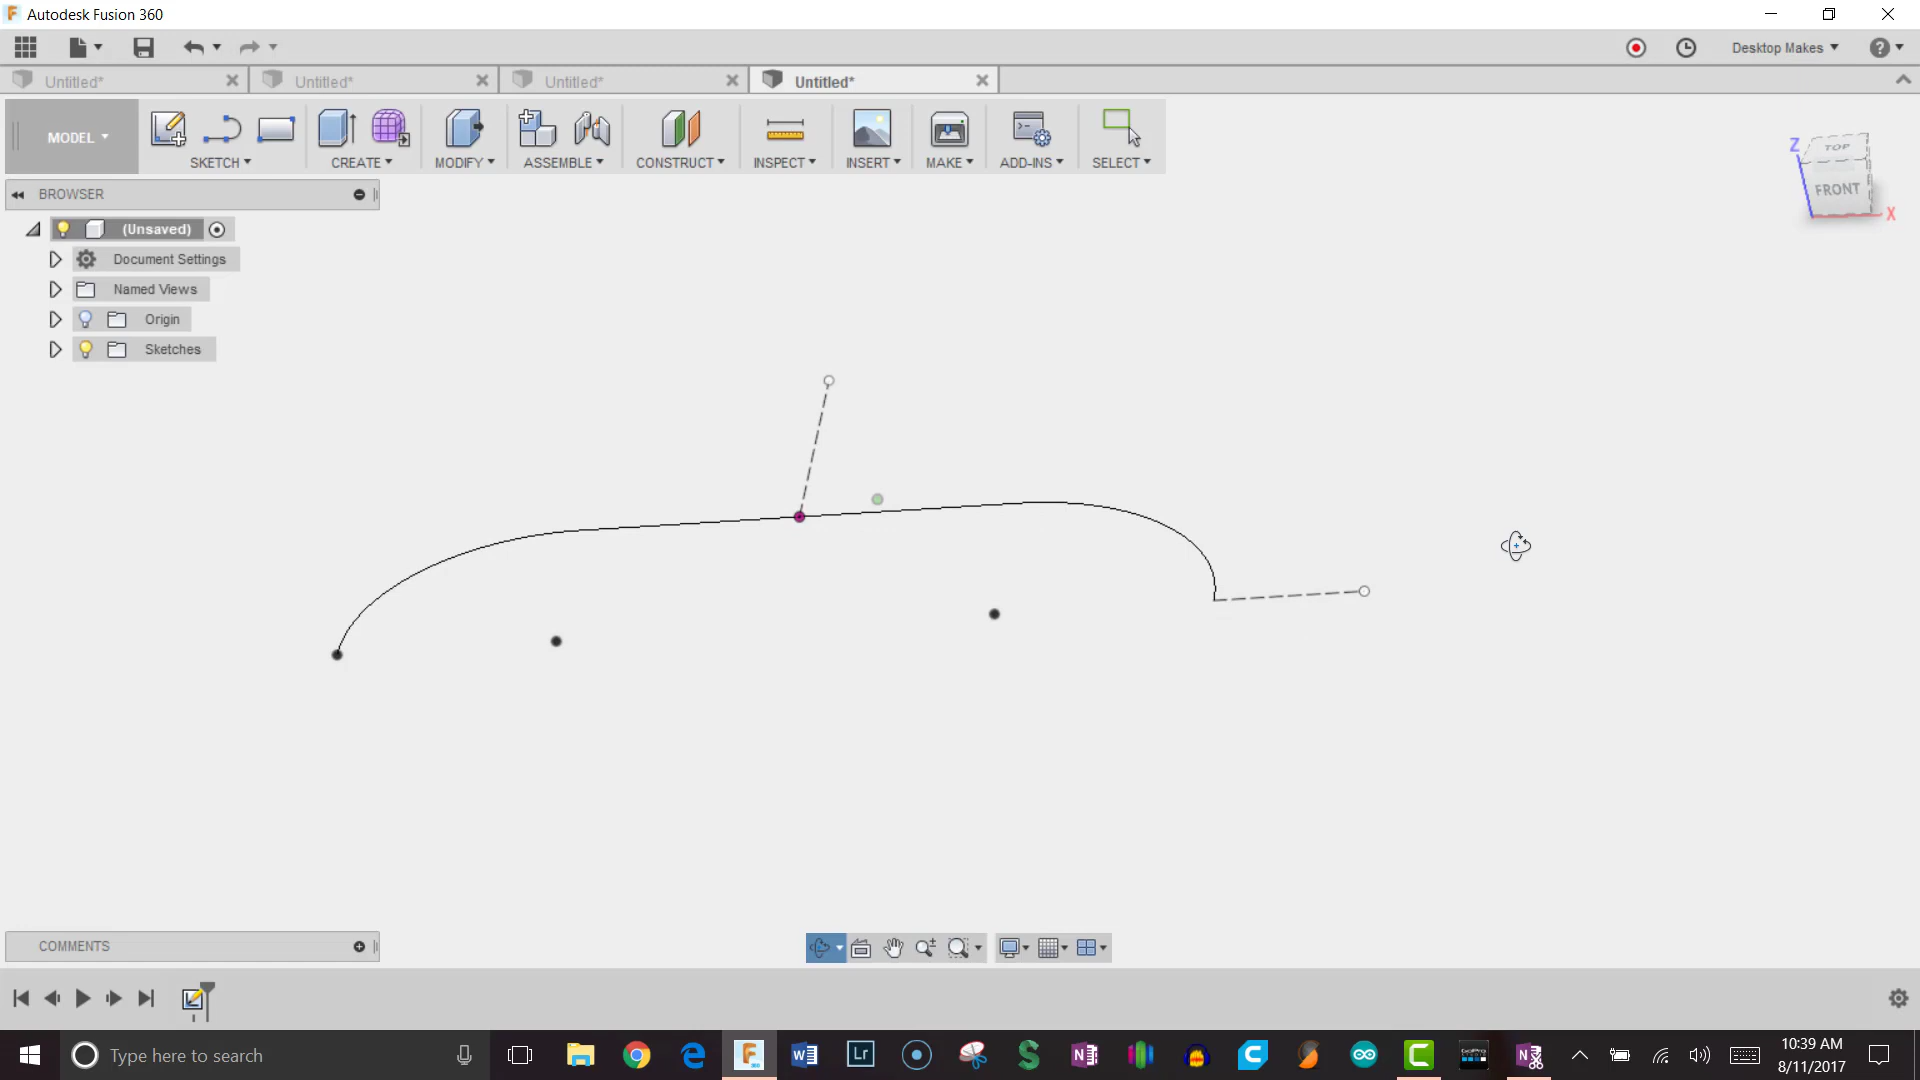 Autodesk Fusion 360
Desktop Makes
Untitled*
Untitled*
Untitled*
Untitled*
MODEL
SKETCH
CREATE
MODIFY
ASSEMBLE
CONSTRUCT
INSPECT
INSERT
MAKE
ADD-INS
SELECT
Z
TOP
FRONT
X
BROWSER
(Unsaved)
Document Settings
Named Views
Origin
Sketches
COMMENTS
Type here to search
10:39 AM
8/11/2017